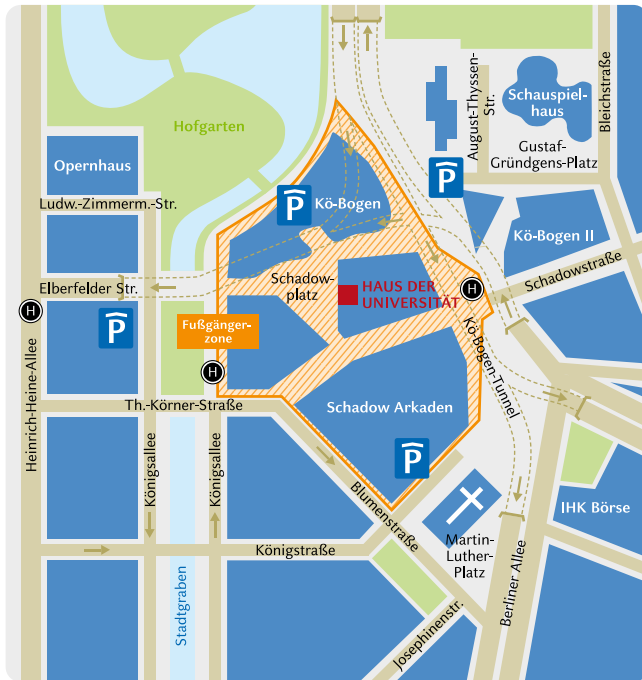 Hofgarten
Opernhaus
Ludw.-Zimmerm.-Str.
Elberfelder Str.
H
P
Heinrich-Heine-Allee
Fußgänger-
zone
H
Th.-Körner-Straße
Königsallee
Königsallee
Königstraße
Stadtgraben
P
Kö-Bogen
Schadow-
platz
HAUS DER
UNIVERSITÄT
Schadow Arkaden
P
Blumenstraße
Josephinenstr.
Martin-
Luther-
Platz
Berliner Allee
IHK Börse
Kö-Bogen-Tunnel
H
Schadowstraße
Kö-Bogen II
P
August-Thyssen-
Str.
Schauspiel-
haus
Gustaf-
Gründgens-Platz
Bleichstraße